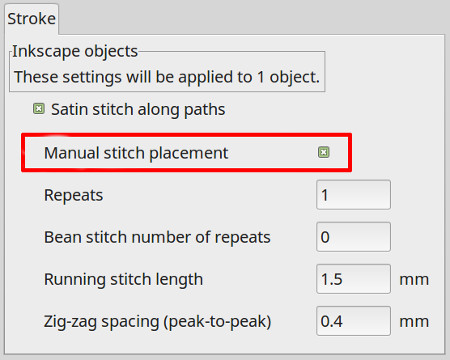 Stroke
Inkscape objects
These settings will be applied to 1 object.
Satin stitch along paths
Manual stitch placement
Repeats 1
Bean stitch number of repeats 0
Running stitch length 1.5 mm
Zig-zag spacing (peak-to-peak) 0.4 mm